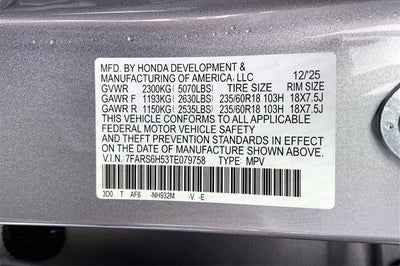 MFD. BY HONDA DEVELOPMENT &
MANUFACTURING OF AMERICA, LLC 12/'25
GVWR 2300KG ( 5070LBS) TIRE SIZE RIM SIZE
GAWR F 1193KG ( 2630LBS) 235/60R18 103H 18X7.5J
GAWR R 1150KG ( 2535LBS) 235/60R18 103H 18X7.5J
THIS VEHICLE CONFORMS TO ALL APPLICABLE
FEDERAL MOTOR VEHICLE SAFETY
AND THEFT PREVENTION STANDARDS IN EFFECT
ON THE DATE OF MANUFACTURE SHOWN ABOVE.
V.I.N. 7FARS6H53TE079758 TYPE: MPV
3D0 T AF6 -NH932M -V -E